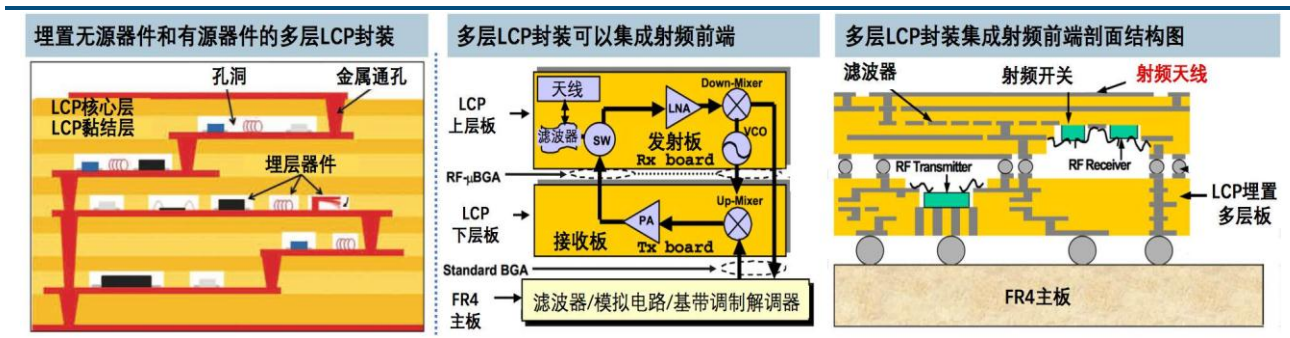 埋置无源器件和有源器件的多层LCP封装
孔洞
金属通孔
LCP核心层
LCP黏结层
埋层器件
多层LCP封装可以集成射频前端
LCP
上层板
天线
滤波器
SW
LNA
Down-Mixer
VCO
发射板
Rx board
RF-μBGA
LCP
下层板
Up-Mixer
PA
接收板
Tx board
Standard BGA
FR4
主板
滤波器/模拟电路/基带调制解调器
多层LCP封装集成射频前端剖面结构图
滤波器
射频开关
射频天线
RF Transmitter
RF Receiver
LCP埋置
多层板
FR4主板